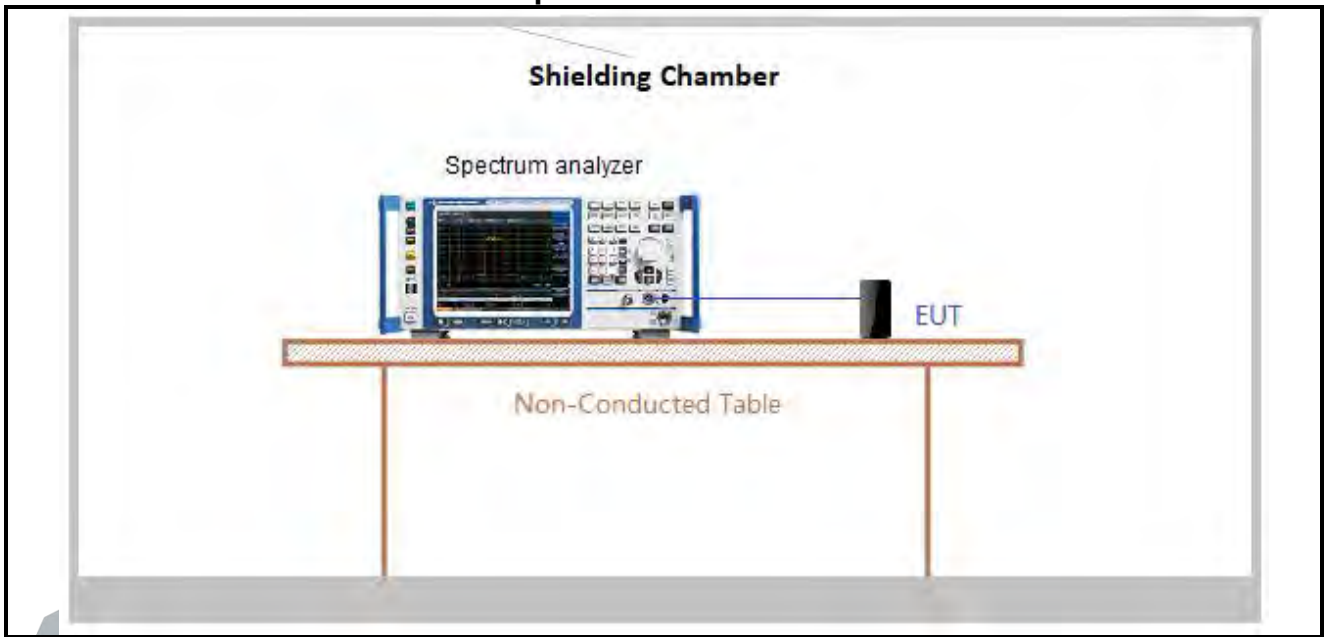 Shielding Chamber
Spectrum analyzer
EUT
Non-Conducted Table